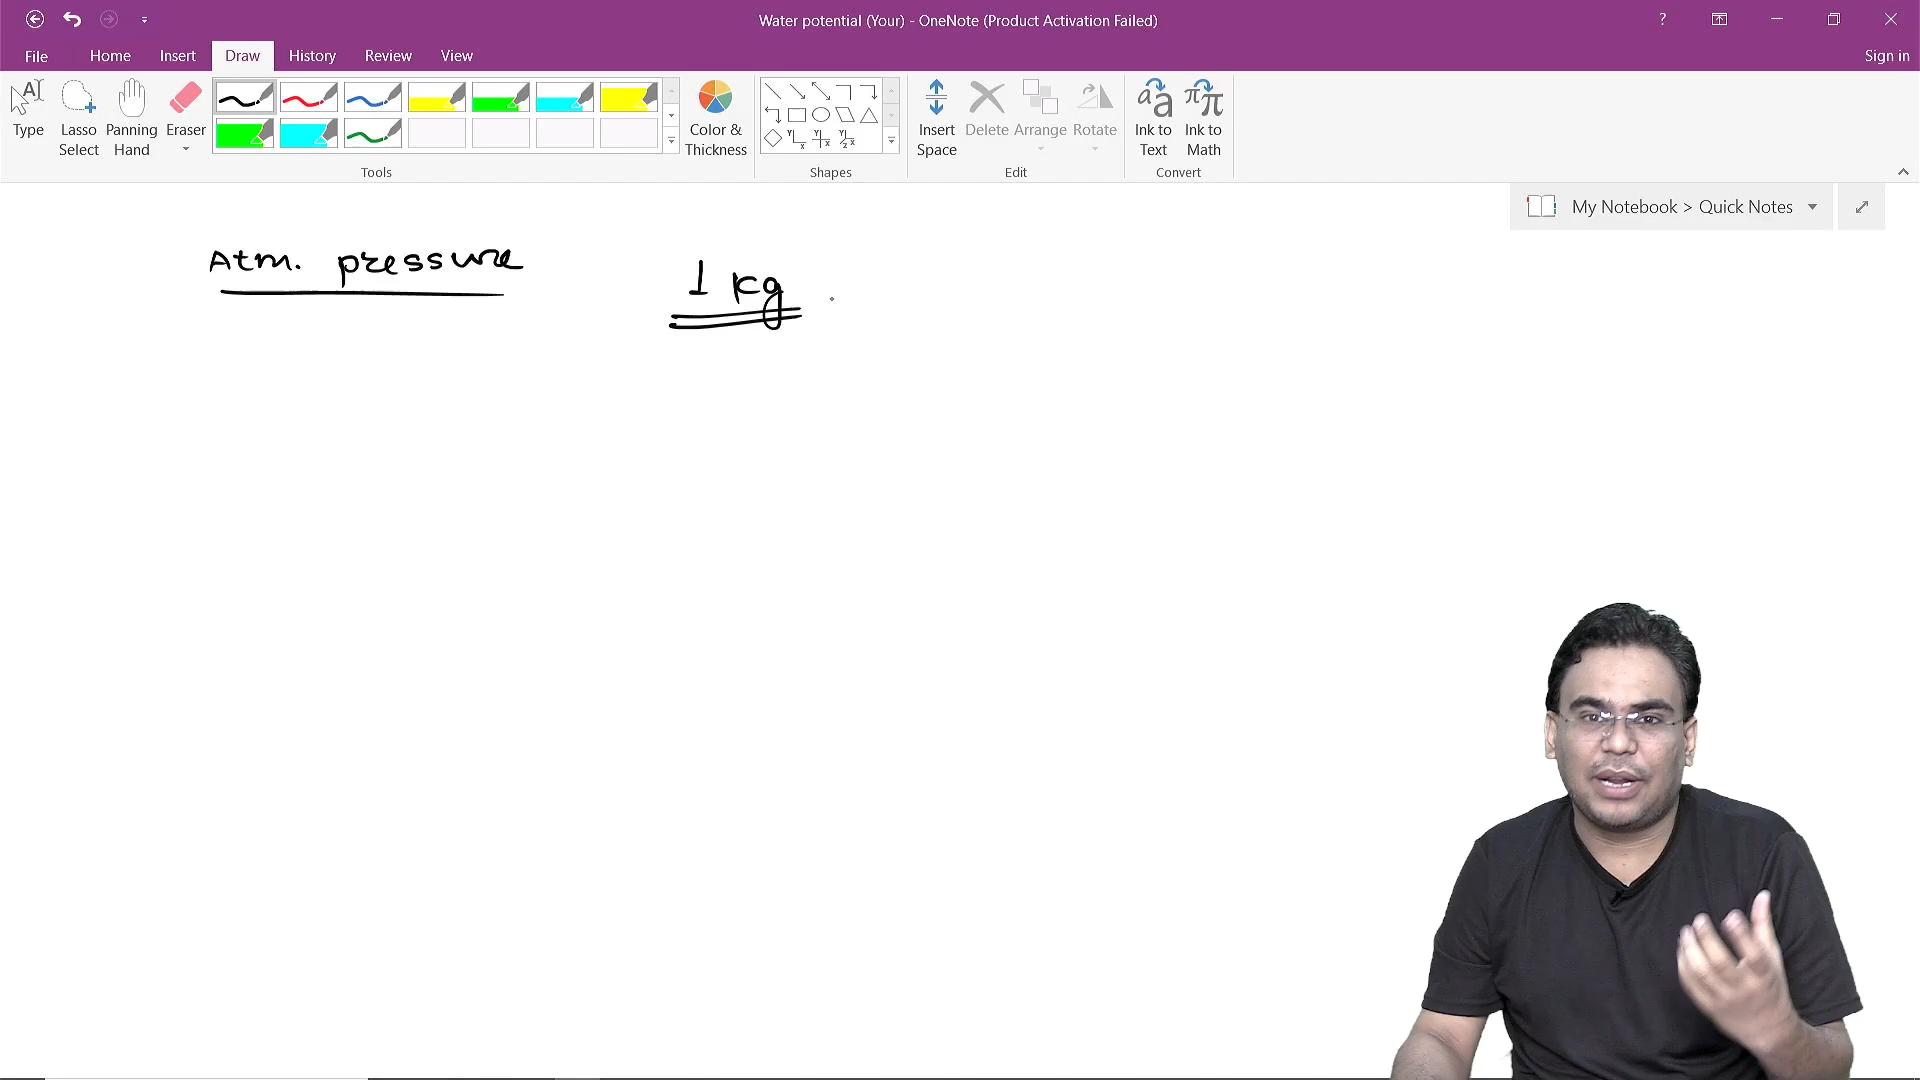 Water potential (Your) - OneNote (Product Activation Failed)
?
File Home Insert Draw History Review View
Sign in
Type
Lasso Select
Panning Hand
Eraser
Color & Thickness
Insert Space
Delete
Arrange
Rotate
Ink to Text
Ink to Math
Tools
Shapes
Edit
Convert
My Notebook > Quick Notes
Atm. pressure
1 kg